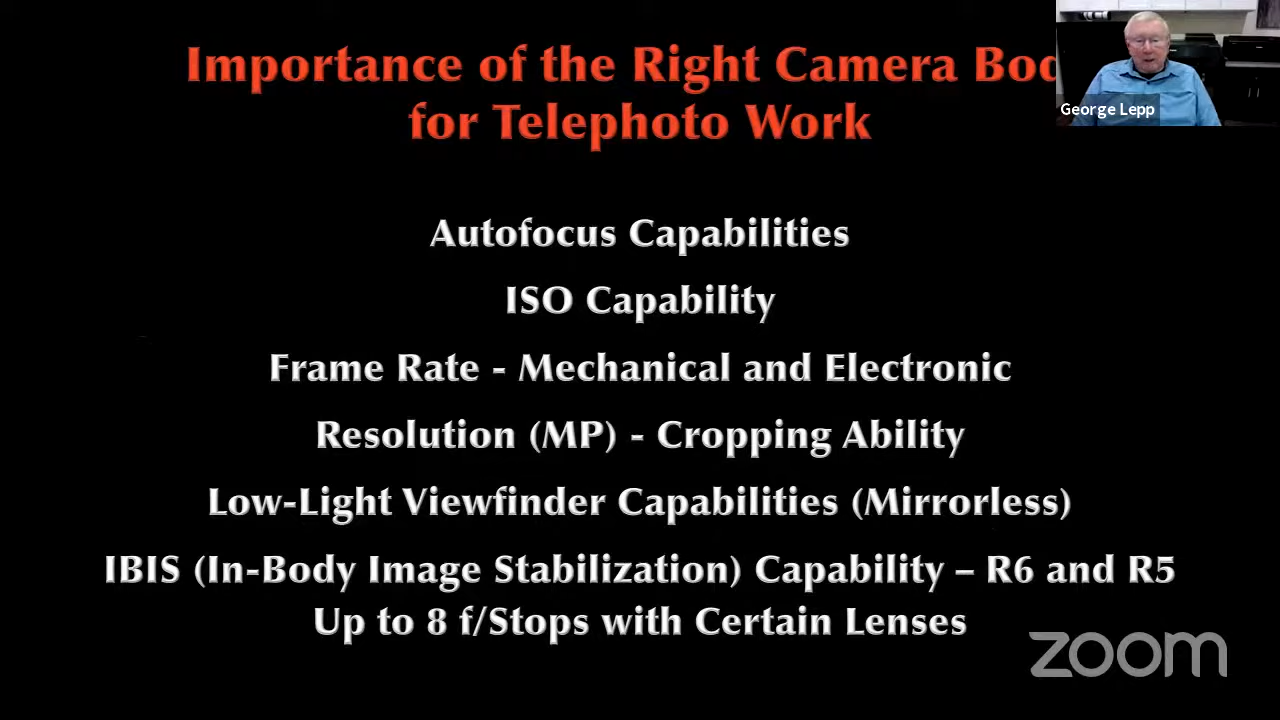 Importance of the Right Camera Bod
for Telephoto Work
George Lepp
Autofocus Capabilities
ISO Capability
Frame Rate - Mechanical and Electronic
Resolution (MP) - Cropping Ability
Low-Light Viewfinder Capabilities (Mirrorless)
IBIS (In-Body Image Stabilization) Capability – R6 and R5
Up to 8 f/Stops with Certain Lenses
zoom